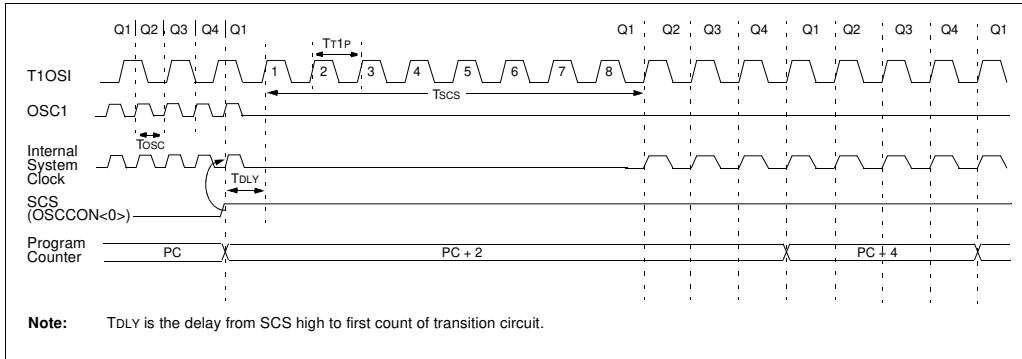 Q1 Q2 Q3 Q4 Q1 Q1 Q2 Q3 Q4 Q1 Q2 Q3 Q4 Q1
TT1P
T1OSI
1 2 3 4 5 6 7 8
TSCS
OSC1
TOSC
Internal
System
Clock
TDLY
SCS
(OSCCON<0>)
Program
Counter
PC PC + 2 PC + 4
Note: TDLY is the delay from SCS high to first count of transition circuit.